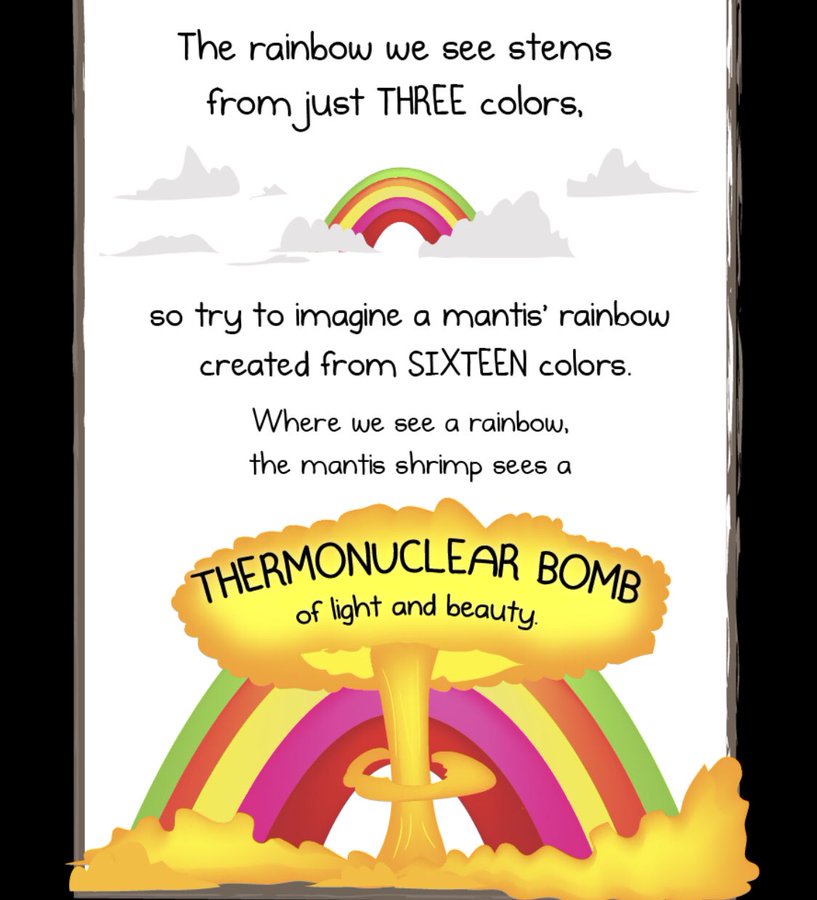 The rainbow we see stems
from just THREE colors,
so try to imagine a mantis' rainbow
created from SIXTEEN colors.
Where we see a rainbow,
the mantis shrimp sees a
THERMONUCLEAR BOMB
of light and beauty.